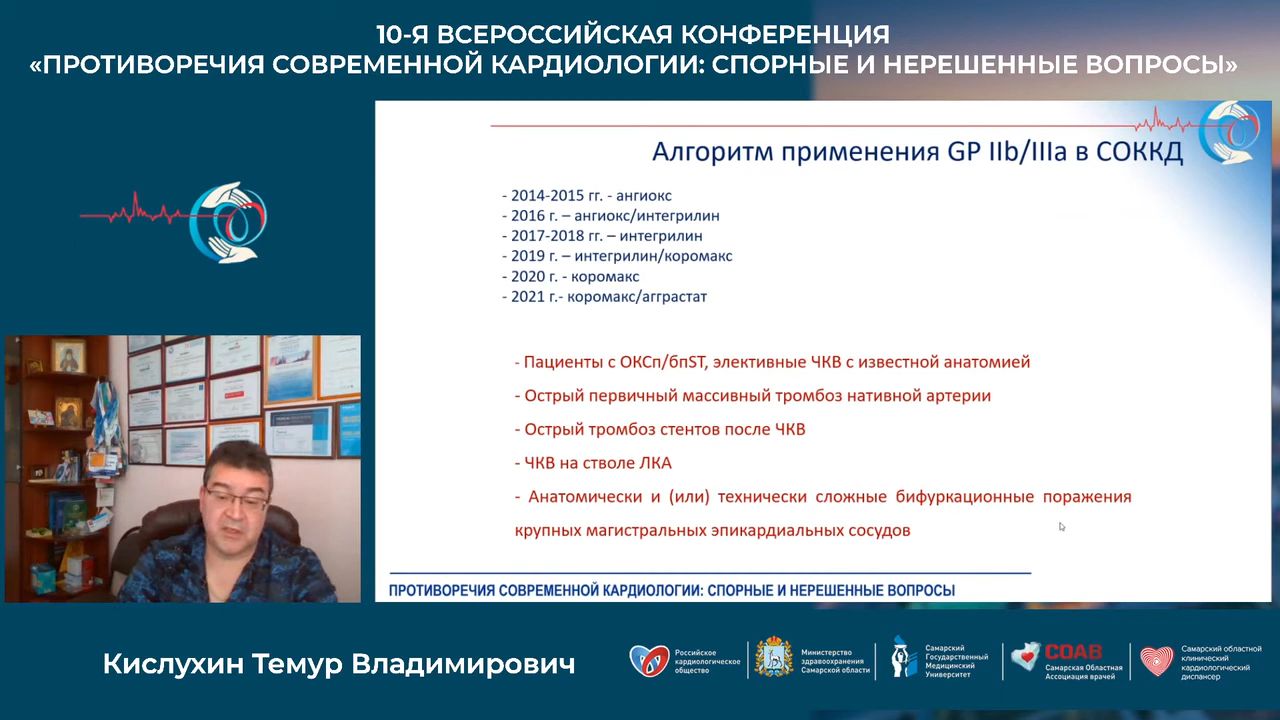 10-Я ВСЕРОССИЙСКАЯ КОНФЕРЕНЦИЯ
«ПРОТИВОРЕЧИЯ СОВРЕМЕННОЙ КАРДИОЛОГИИ: СПОРНЫЕ И НЕРЕШЕННЫЕ ВОПРОСЫ»
Алгоритм применения GP IIb/IIIa в СОККД
- 2014-2015 гг. - ангиокс
- 2016 г. – ангиокс/интегрилин
- 2017-2018 гг. – интегрилин
- 2019 г. – интегрилин/коромакс
- 2020 г. - коромакс
- 2021 г.- коромакс/агграстат
- Пациенты с ОКСп/бпST, элективные ЧКВ с известной анатомией
- Острый первичный массивный тромбоз нативной артерии
- Острый тромбоз стентов после ЧКВ
- ЧКВ на стволе ЛКА
- Анатомически и (или) технически сложные бифуркационные поражения
крупных магистральных эпикардиальных сосудов
ПРОТИВОРЕЧИЯ СОВРЕМЕННОЙ КАРДИОЛОГИИ: СПОРНЫЕ И НЕРЕШЕННЫЕ ВОПРОСЫ
Кислухин Темур Владимирович
Российское
кардиологическое
общество
Министерство
здравоохранения
Самарской области
Самарский
Государственный
Медицинский
Университет
СОАВ
Самарская Областная
Ассоциация врачей
Самарский областной
клинический
кардиологический
диспансер